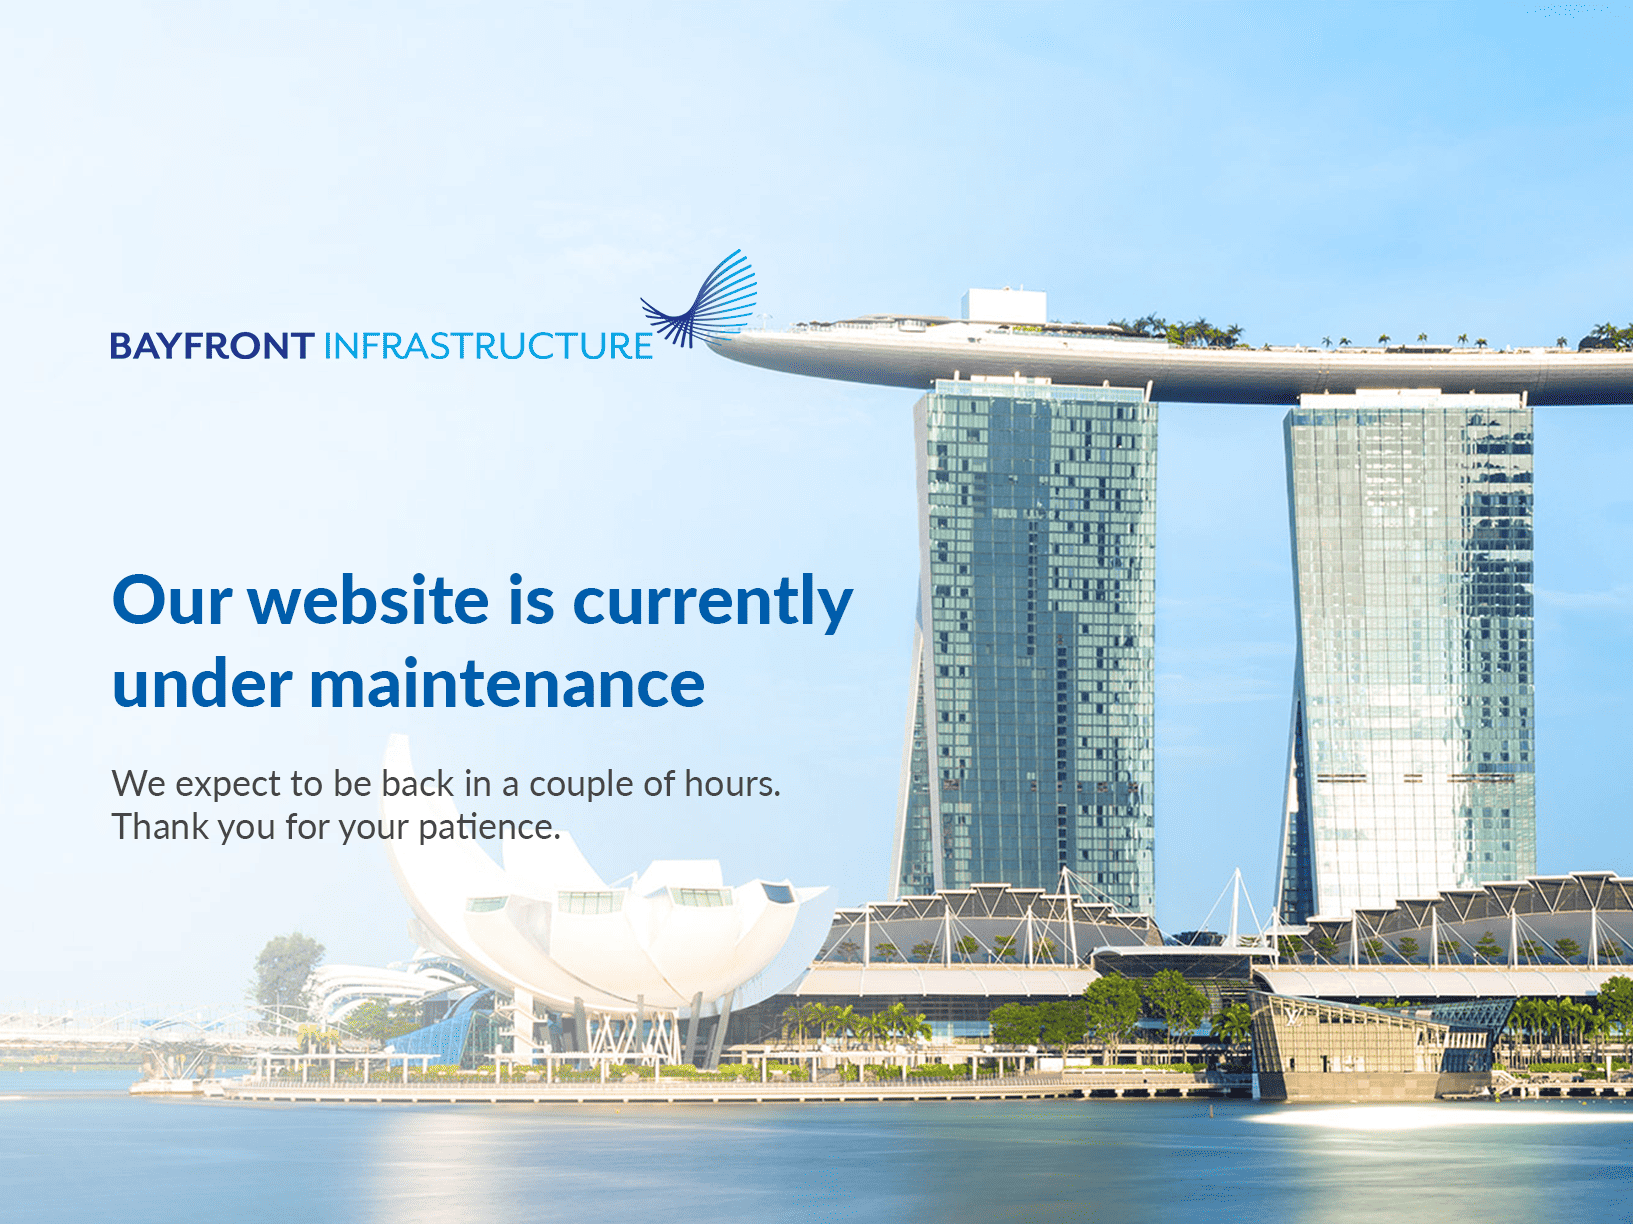 BAYFRONT INFRASTRUCTURE
Our website is currently
under maintenance
We expect to be back in a couple of hours.
Thank you for your patience.